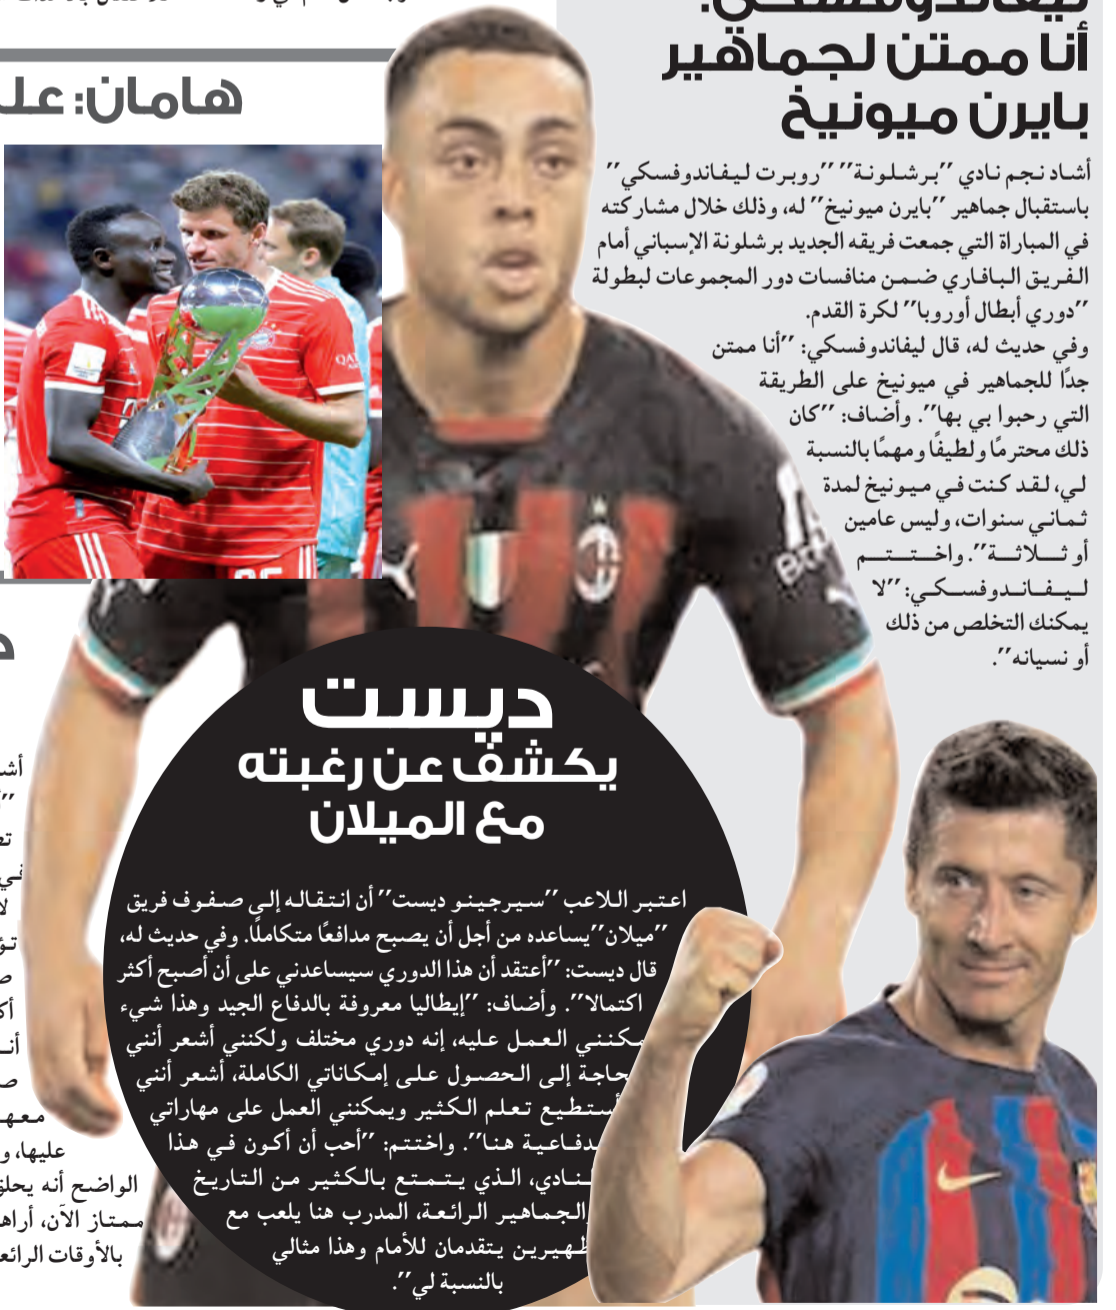 ليفاندوفسكي:
أنا ممتن لجماهير
بايرن ميونيخ
أشاد نجم نادي ”برشلونة“ ”روبرت ليفاندوفسكي“
باستقبال جماهير ”بايرن ميونيخ“ له، وذلك خلال مشاركته
في المباراة التي جمعت فريقه الجديد برشلونة الإسباني أمام
الفريق البافاري ضمن منافسات دور المجموعات لبطولة
”دوري أبطال أوروبا“ لكرة القدم.
وفي حديث له، قال ليفاندوفسكي: ”أنا ممتن
جدًا للجماهير في ميونيخ على الطريقة
التي رحبوا بي بها“. وأضاف: ”كان
ذلك محترمًا ولطيفًا ومهمًا بالنسبة
لي، لقد كنت في ميونيخ لمدة
ثماني سنوات، وليس عامين
أو ثلاثة“. واختتم
ليفاندوفسكي: ”لا
يمكنك التخلص من ذلك
أو نسيانه“.
هامان:
ديست
يكشف عن رغبته
مع الميلان
اعتبر اللاعب ”سيرجينو ديست“ أن انتقاله إلى صفوف فريق
”ميلان“يساعده من أجل أن يصبح مدافعًا متكاملًا. وفي حديث له،
قال ديست: ”أعتقد أن هذا الدوري سيساعدني على أن أصبح أكثر
اكتمالا“. وأضاف: ”إيطاليا معروفة بالدفاع الجيد وهذا شيء
يمكنني العمل عليه، إنه دوري مختلف ولكنني أشعر أنني
بحاجة إلى الحصول على إمكاناتي الكاملة، أشعر أنني
أستطيع تعلم الكثير ويمكنني العمل على مهاراتي
الدفاعية هنا“. واختتم: ”أحب أن أكون في هذا
النادي، الذي يتمتع بالكثير من التاريخ
والجماهير الرائعة، المدرب هنا يلعب مع
ظهيرين يتقدمان للأمام وهذا مثالي
بالنسبة لي“.
عليها، و
الواضح أنه
ممتاز الآن،
بالأوقات